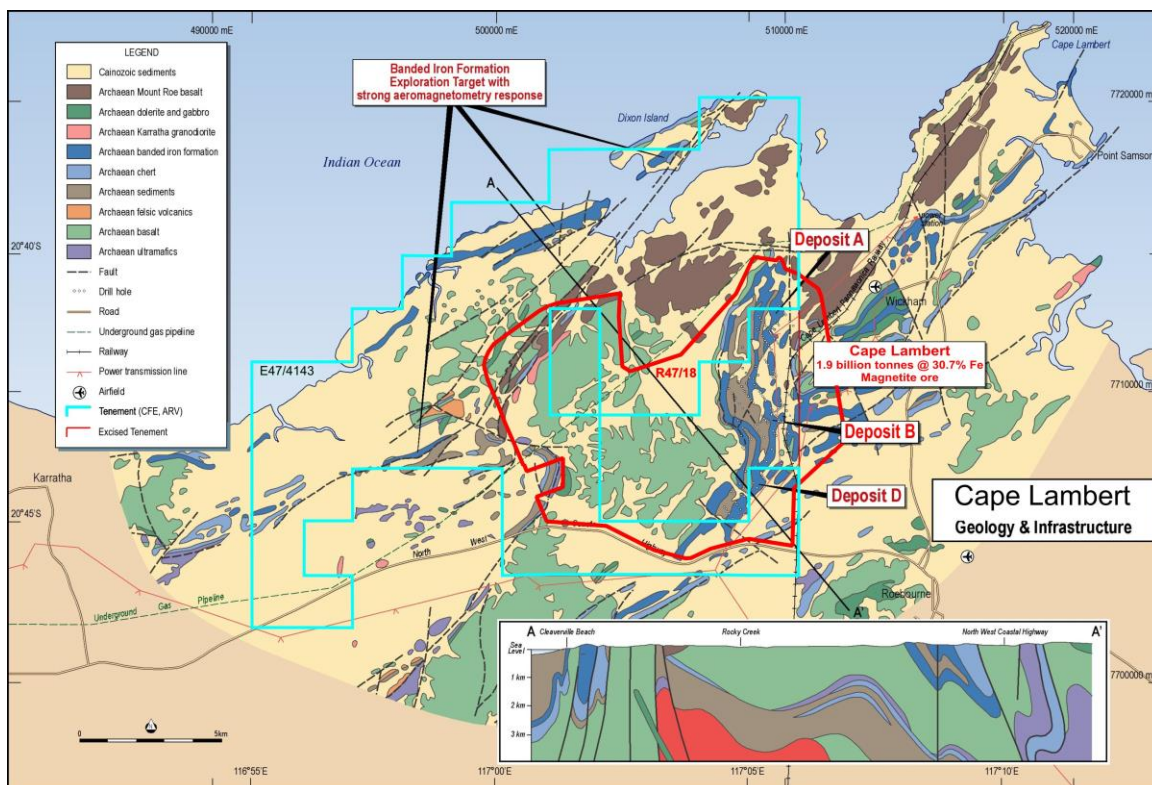 490000 mE
500000 mE
510000 mE
520000 mE
LEGEND
Cainozoic sediments
Archaean Mount Roe basalt
Archaean dolerite and gabbro
Archaean Karratha granodiorite
Archaean banded iron formation
Archaean chert
Archaean sediments
Archaean felsic volcanics
Archaean basalt
Archaean ultramafics
Fault
Drill hole
Road
Underground gas pipeline
Railway
Power transmission line
Airfield
Tenement (CFE, ARV)
Excised Tenement
Banded Iron Formation
Exploration Target with
strong aeromagnetometry response
Cape Lambert
7720000 m
Dixon Island
Indian Ocean
Point Samson
A
20°40'S
Deposit A
Cape Lambert
Railway
Wickham
Cape Lambert
1.9 billion tonnes @ 30.7% Fe
Magnetite ore
E47/4143
R47/18
7710000 m
Deposit B
Karratha
Deposit D
20°45'S
Cape Lambert
Geology & Infrastructure
North West
Roebourne
A'
Underground Gas Pipeline
A
Cleaverville Beach
Rocky Creek
North West Coastal Highway
A'
Sea
Level
1 km
2 km
3 km
7700000 m
0
5km
116°55'E
117°00'E
117°05'E
117°10'E